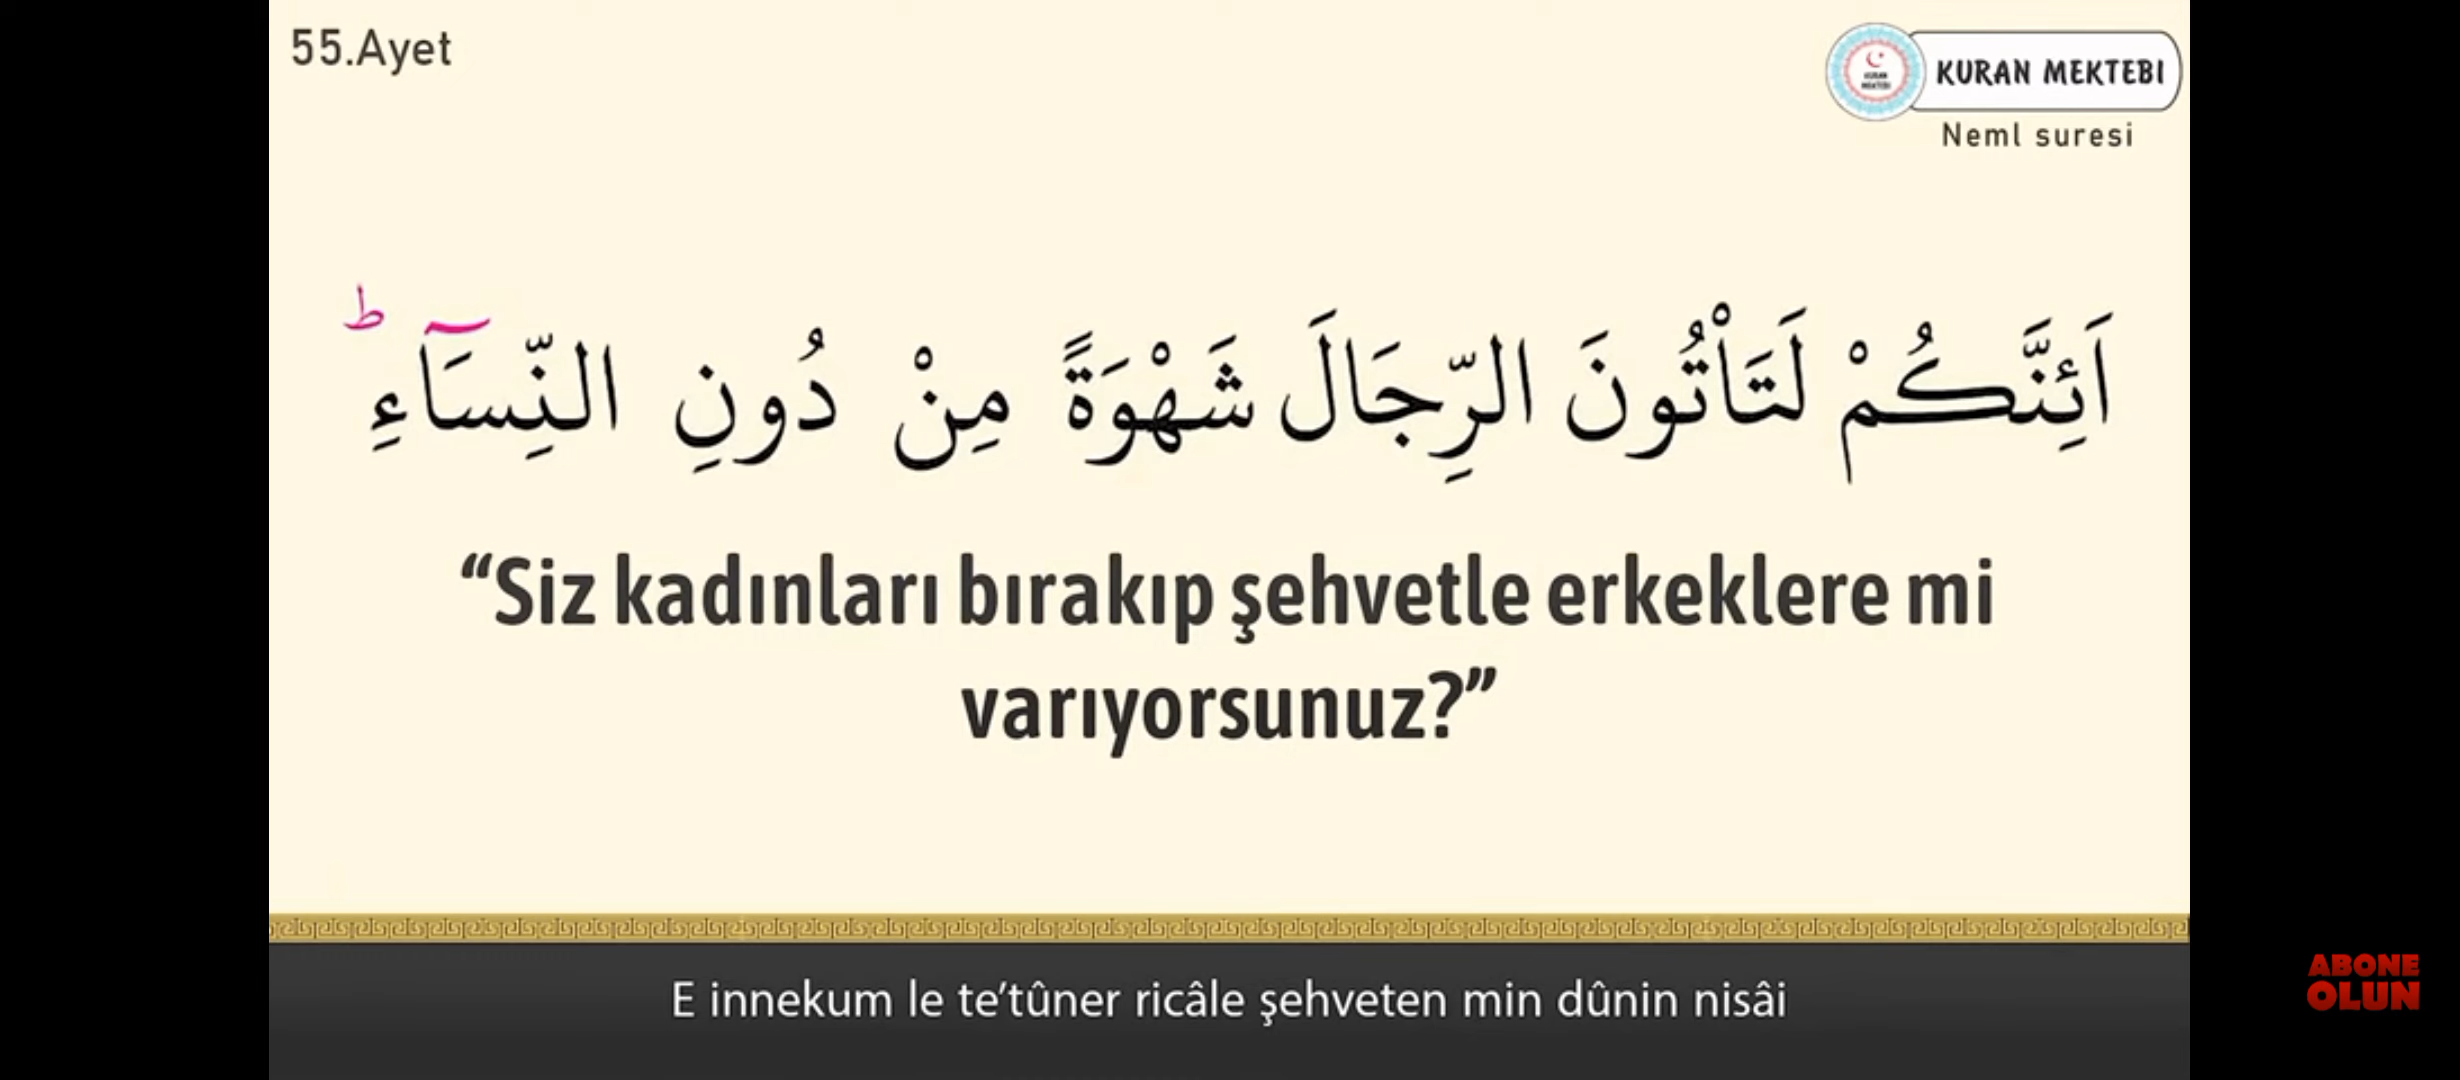 55.Ayet
KURAN MEKTEBI
Neml suresi
اَئِنَّكُمْ لَتَأْتُونَ الرِّجَالَ شَهْوَةً مِنْ دُونِ النِّسَٓاءِۜ
“Siz kadınları bırakıp şehvetle erkeklere mi
varıyorsunuz?”
E innekum le te’tûner ricâle şehveten min dûnin nisâi
ABONE
OLUN